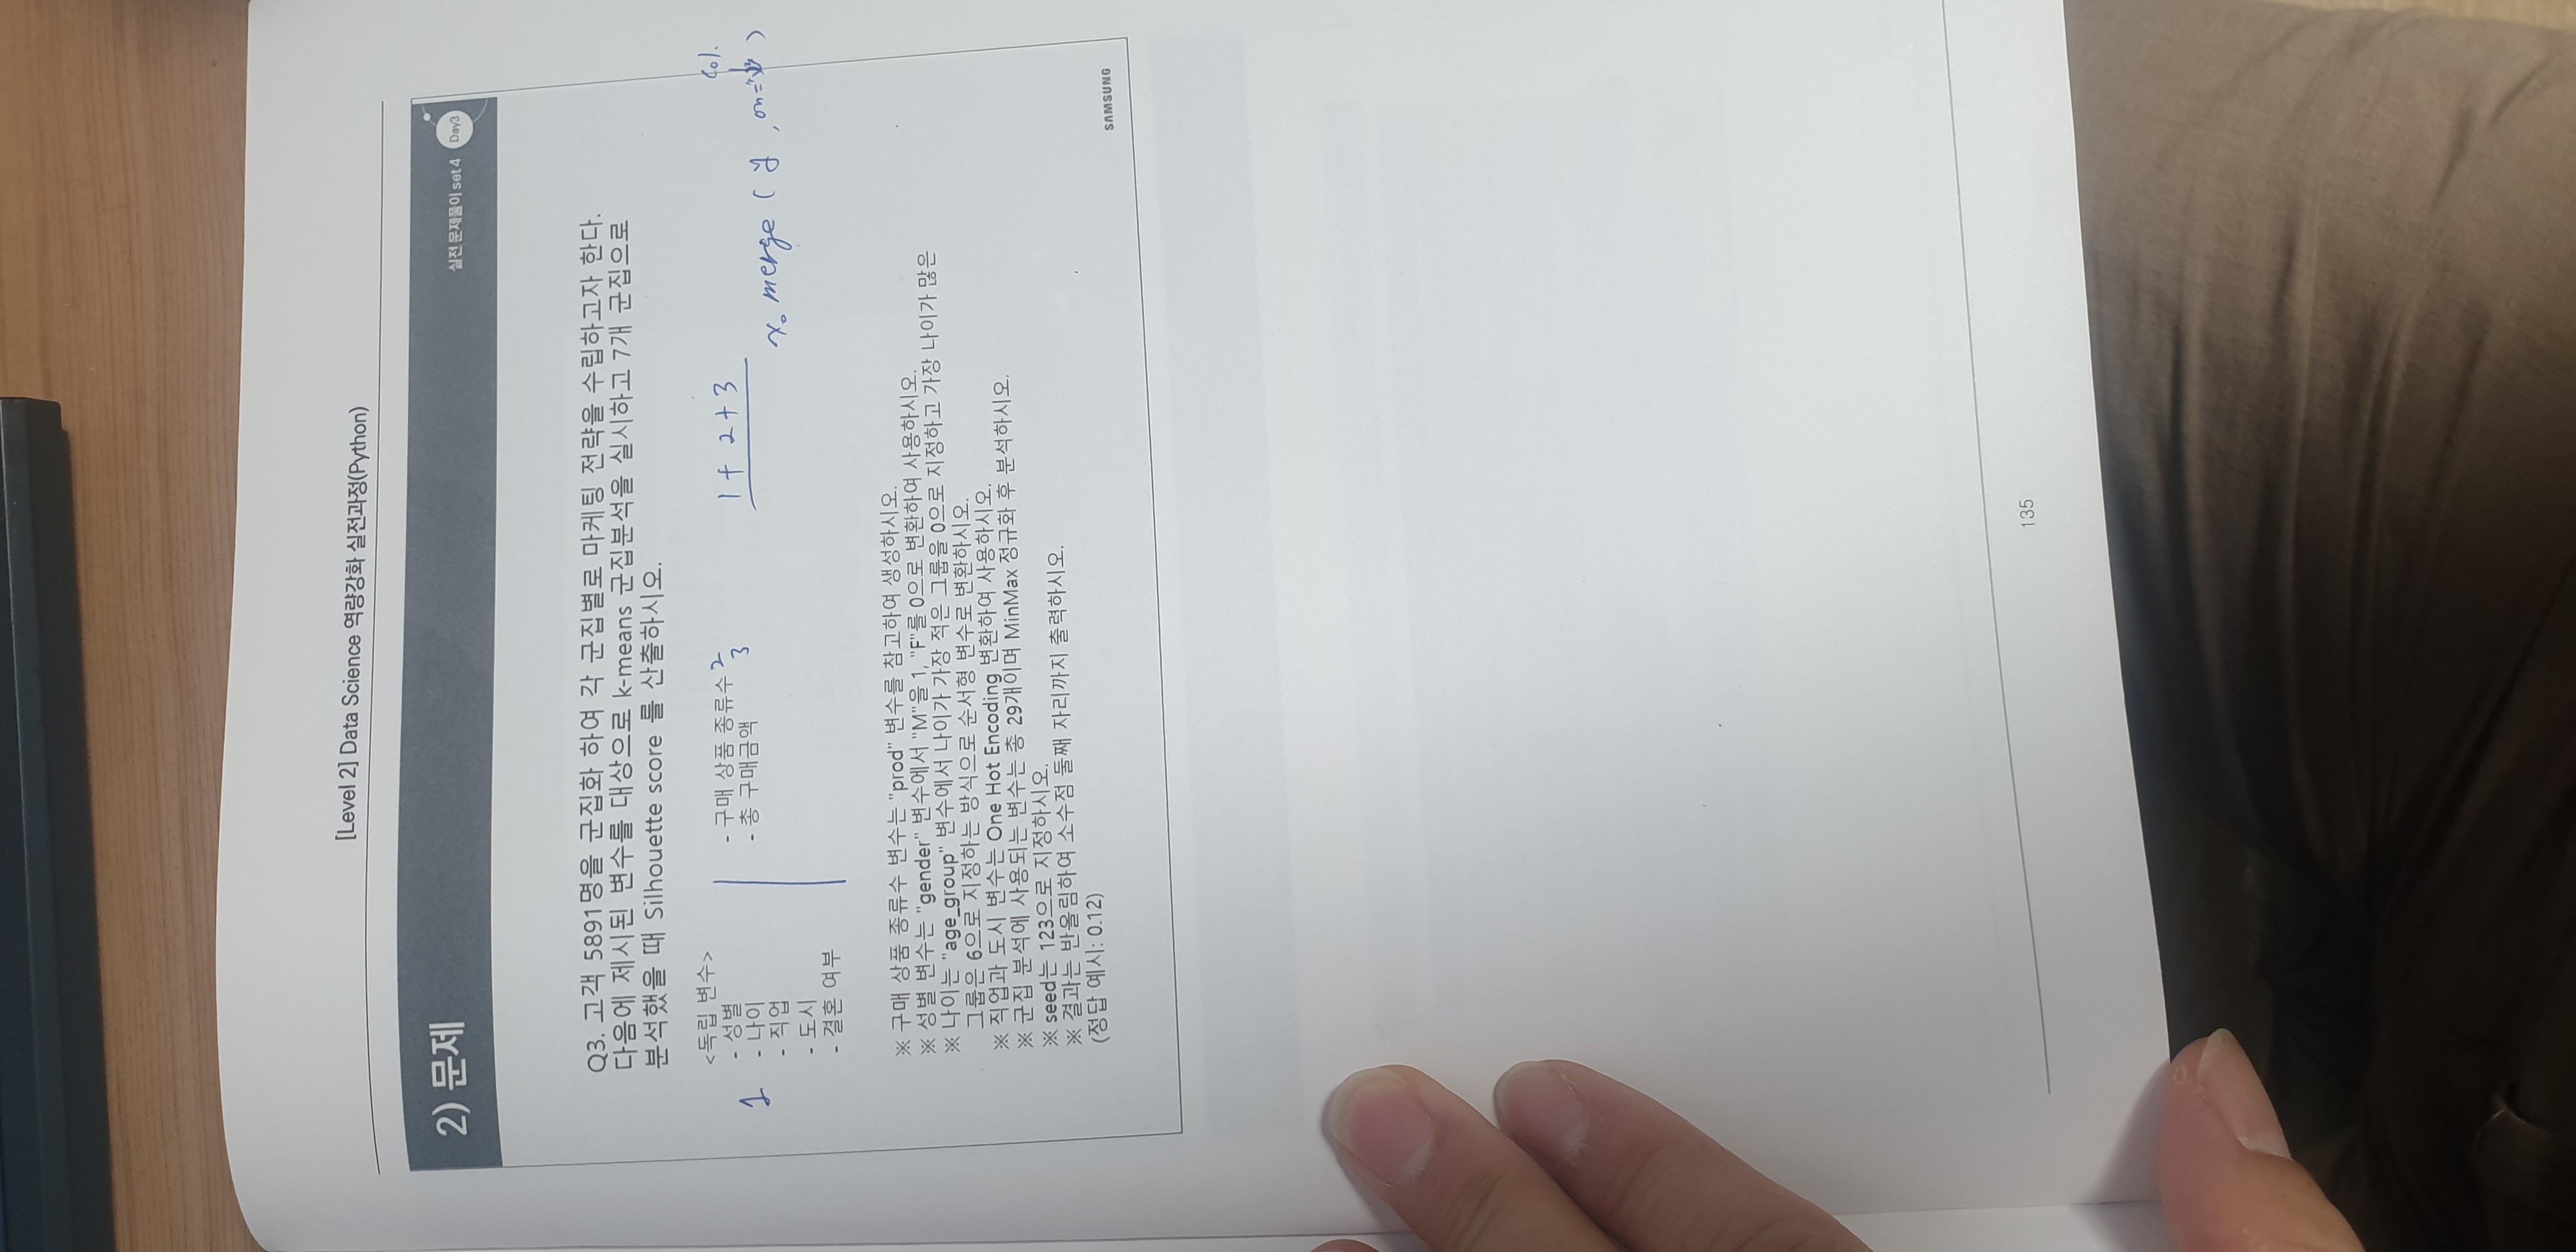 [Level 2] Data Science 역량강화 실전과정(Python)
2) 문제
실전 문제풀이 set 4 Day3
Q3. 고객 5891명을 군집화 하여 각 군집별로 마케팅 전략을 수립하고자 한다.
다음에 제시된 변수를 대상으로 k-means 군집분석을 실시하고 7개 군집으로
분석했을 때 Silhouette score 를 산출하시오.
<독립 변수>
- 성별
- 나이
- 직업
- 도시
- 결혼 여부
1
- 구매 상품 종류수 2
- 총 구매금액 3
1 + 2 + 3
col.
x. merge ( y , on=" " )
※ 구매 상품 종류수 변수는 "prod" 변수를 참고하여 생성하시오.
※ 성별 변수는 "gender" 변수에서 "M"을 1, "F"를 0으로 변환하여 사용하시오.
※ 나이는 "age_group" 변수에서 나이가 가장 적은 그룹을 0으로 지정하고 가장 나이가 많은
그룹은 6으로 지정하는 방식으로 순서형 변수로 변환하시오.
※ 직업과 도시 변수는 One Hot Encoding 변환하여 사용하시오.
※ 군집 분석에 사용되는 변수는 총 29개이며 MinMax 정규화 후 분석하시오.
※ seed는 123으로 지정하시오.
※ 결과는 반올림하여 소수점 둘째 자리까지 출력하시오.
(정답 예시: 0.12)
SAMSUNG
135